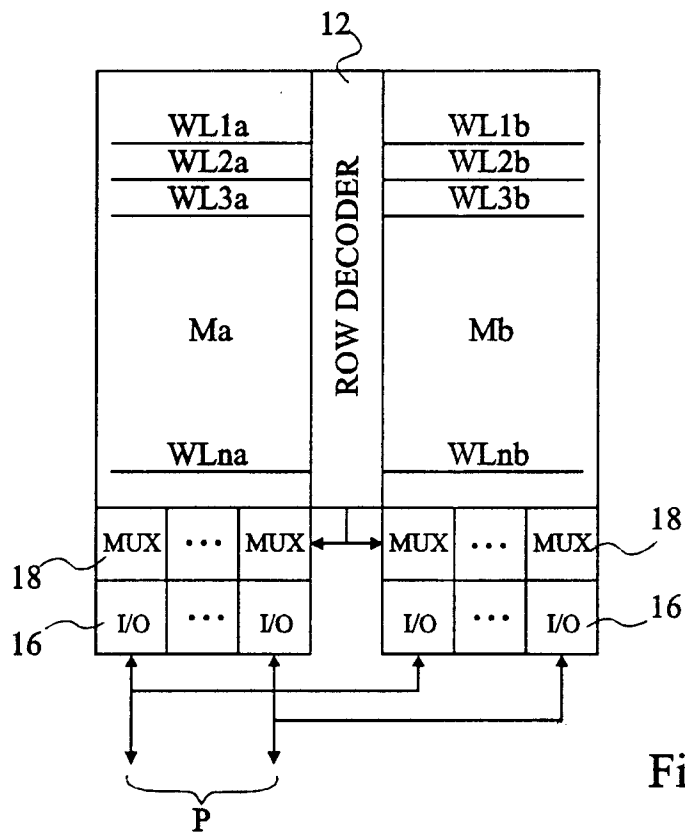 12
WL1a
WL2a
WL3a
Ma
WLna
ROW DECODER
WL1b
WL2b
WL3b
Mb
WLnb
MUX ••• MUX
MUX ••• MUX
18
18
I/O ••• I/O
I/O ••• I/O
16
16
P
Fi